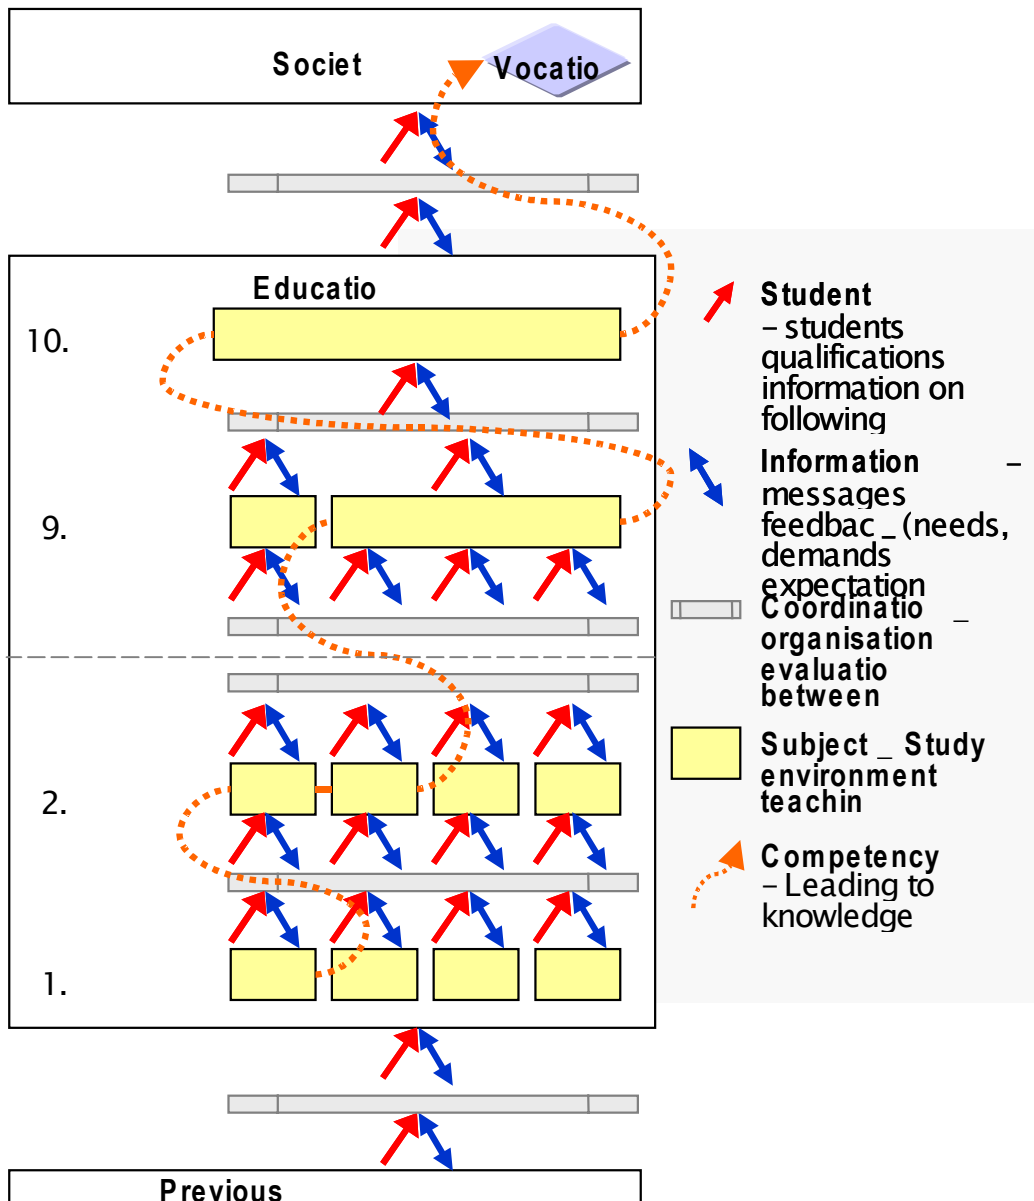 Societ
Vocatio
Educatio
10.
9.
2.
1.
Previous
Student
– students
qualifications
information on
following
Information –
messages
feedbac _ (needs,
demands
expectation
Coordinatio _
organisation
evaluatio
between
Subject _ Study
environment
teachin
Competency
– Leading to
knowledge